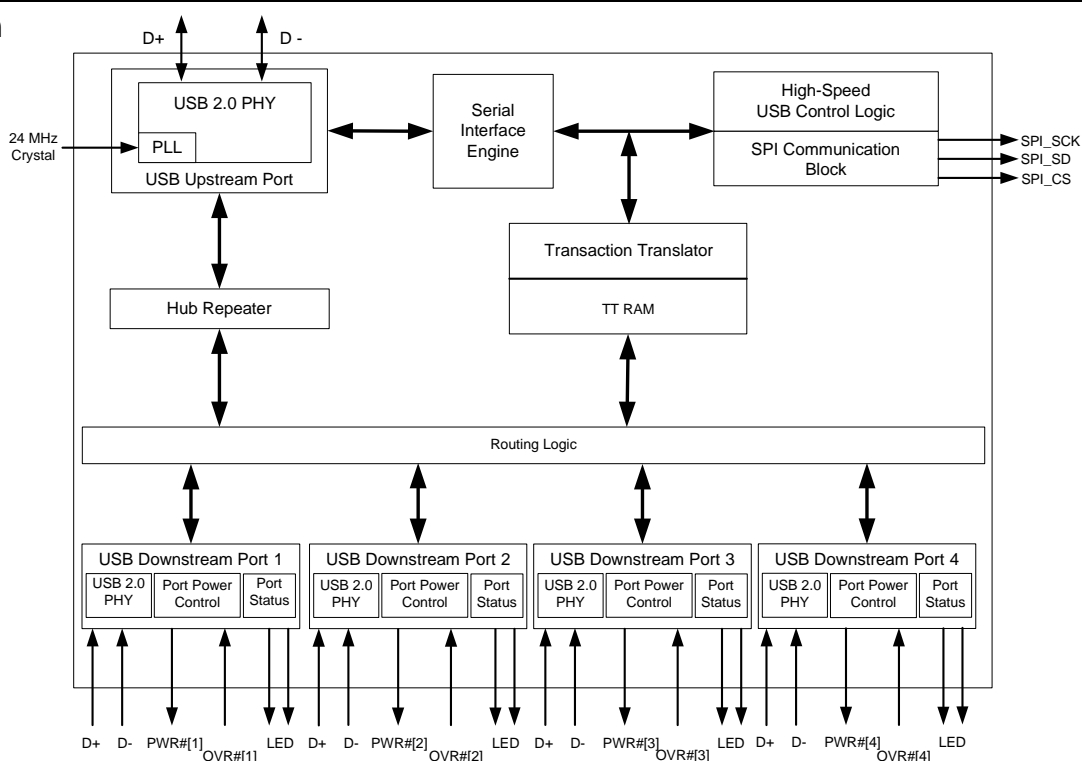 D+ D -
USB 2.0 PHY
PLL
24 MHz
Crystal
USB Upstream Port
Serial
Interface
Engine
High-Speed
USB Control Logic
SPI Communication
Block
SPI_SCK
SPI_SD
SPI_CS
Transaction Translator
TT RAM
Hub Repeater
Routing Logic
USB Downstream Port 1
USB 2.0
PHY
Port Power
Control
Port
Status
USB Downstream Port 2
USB 2.0
PHY
Port Power
Control
Port
Status
USB Downstream Port 3
USB 2.0
PHY
Port Power
Control
Port
Status
USB Downstream Port 4
USB 2.0
PHY
Port Power
Control
Port
Status
D+ D- PWR#[1] OVR#[1] LED
D+ D- PWR#[2] OVR#[2] LED
D+ D- PWR#[3] OVR#[3] LED
D+ D- PWR#[4] OVR#[4] LED